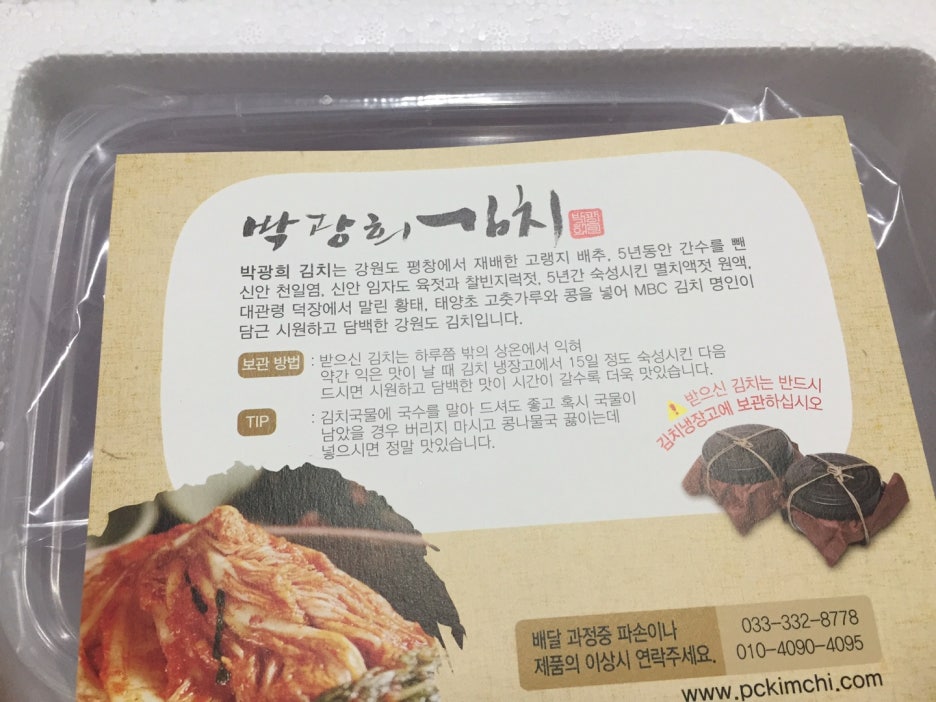 박광희김치
박광희 김치는 강원도 평창에서 재배한 고랭지 배추, 5년동안 간수를 뺀
신안 천일염, 신안 임자도 육젓과 찰빈지럭젓, 5년간 숙성시킨 멸치액젓 원액,
대관령 덕장에서 말린 황태, 태양초 고춧가루와 콩을 넣어 MBC 김치 명인이
담근 시원하고 담백한 강원도 김치입니다.
보관 방법 : 받으신 김치는 하루쯤 밖의 상온에서 익혀
약간 익은 맛이 날 때 김치 냉장고에서 15일 정도 숙성시킨 다음
드시면 시원하고 담백한 맛이 시간이 갈수록 더욱 맛있습니다.
TIP : 김치국물에 국수를 말아 드셔도 좋고 혹시 국물이
남았을 경우 버리지 마시고 콩나물국 끓이는데
넣으시면 정말 맛있습니다.
받으신 김치는 반드시
김치냉장고에 보관하십시오
배달 과정중 파손이나
제품의 이상시 연락주세요.
033-332-8778
010-4090-4095
www.pckimchi.com